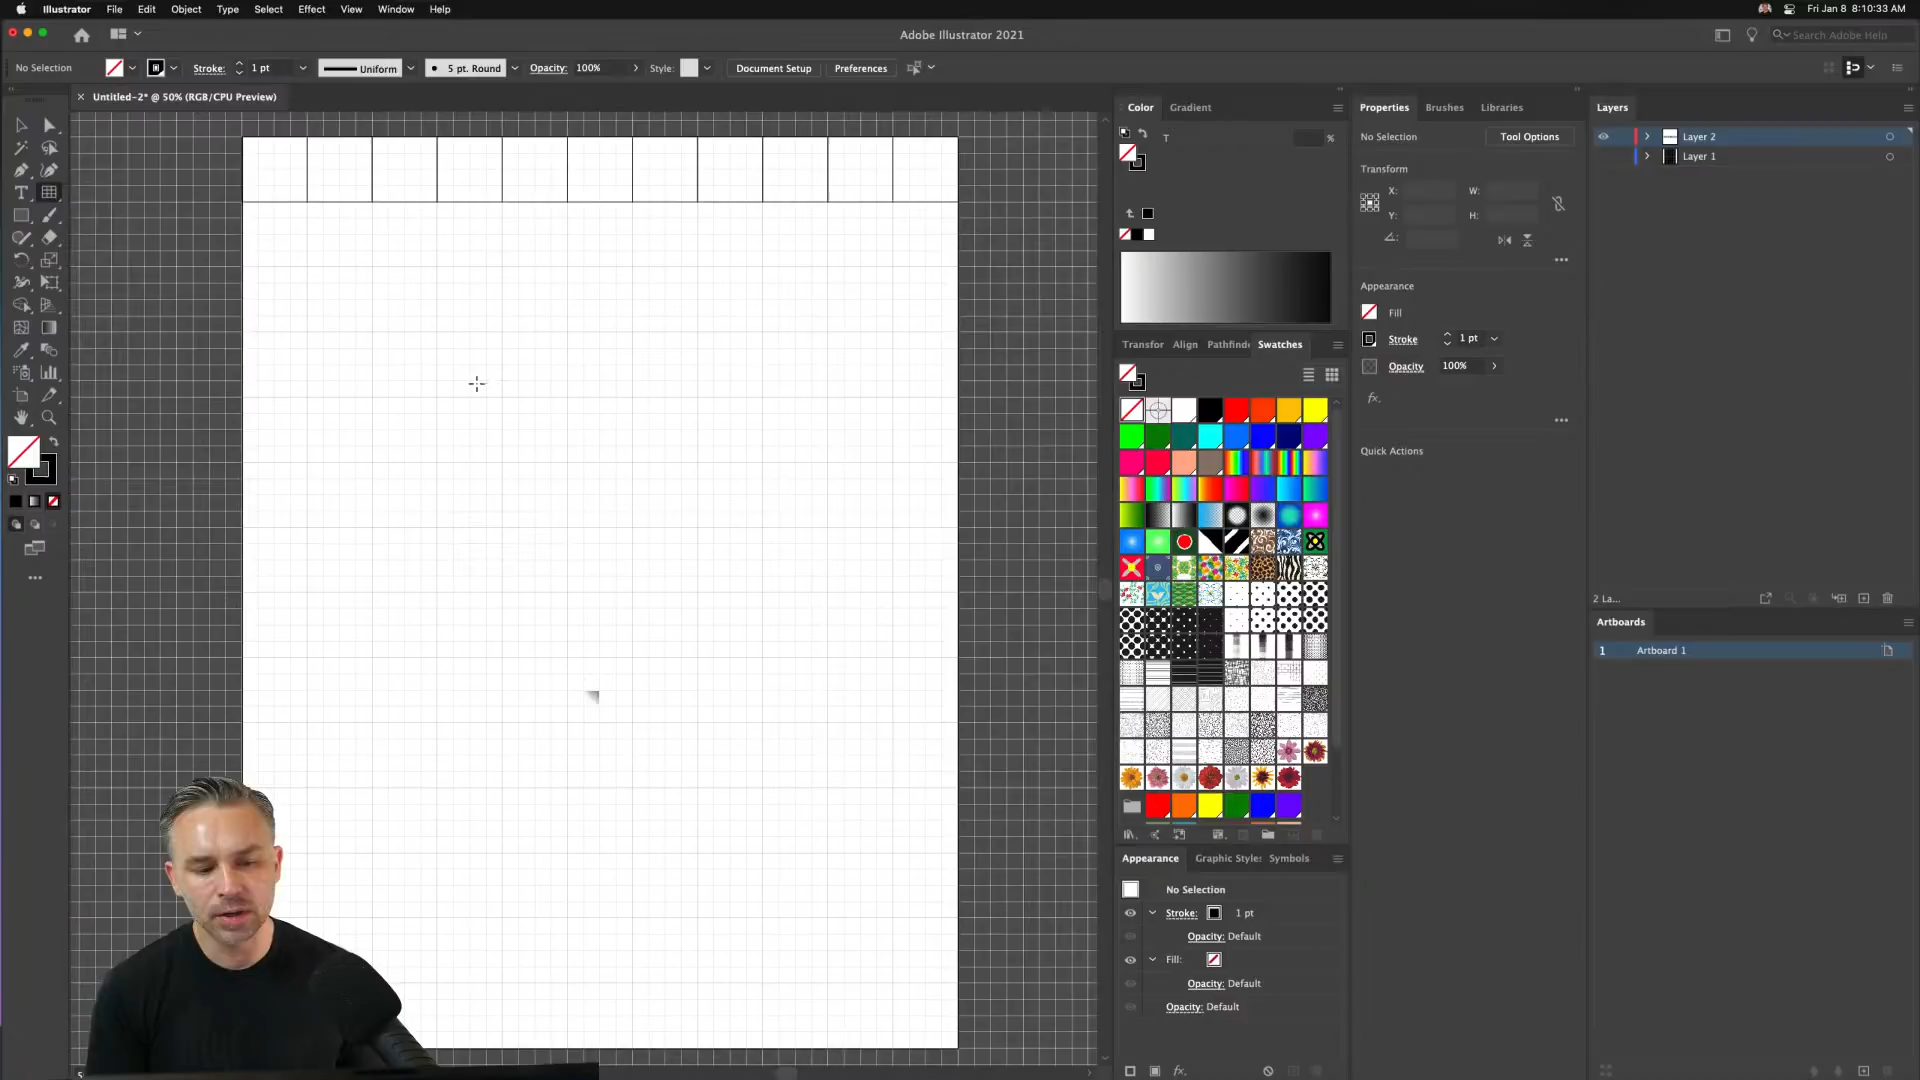 Illustrator File Edit Object Type Select Effect View Window Help Fri Jan 8 8:10:33 AM
Adobe Illustrator 2021 Search Adobe Help
No Selection Stroke: 1 pt Uniform 5 pt. Round Opacity: 100% Style: Document Setup Preferences
Untitled-2* @ 50% (RGB/CPU Preview)
Color Gradient
T %
Transfor Align Pathfinde Swatches
Appearance Graphic Styles Symbols
No Selection
Stroke: 1 pt
Opacity: Default
Fill:
Opacity: Default
Opacity: Default
fx.
Properties Brushes Libraries
No Selection Tool Options
Transform
X: W:
Y: H:
Appearance
Fill
Stroke 1 pt
Opacity 100%
fx.
Quick Actions
Layers
Layer 2
Layer 1
2 La...
Artboards
1 Artboard 1